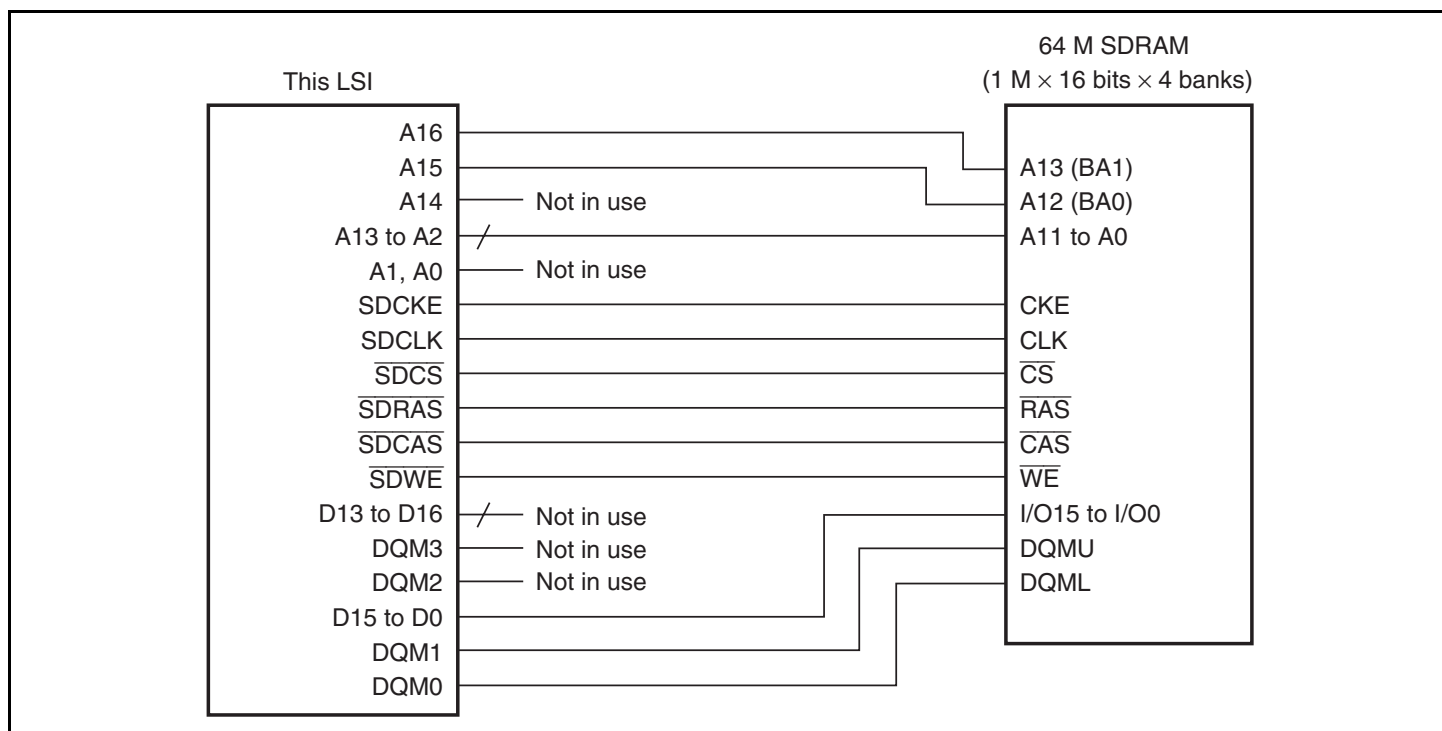 This LSI
A16
A15
A14
A13 to A2
A1, A0
SDCKE
SDCLK
SDCS
SDRAS
SDCAS
SDWE
D13 to D16
DQM3
DQM2
D15 to D0
DQM1
DQM0
Not in use
Not in use
Not in use
Not in use
Not in use
64 M SDRAM
(1 M × 16 bits × 4 banks)
A13 (BA1)
A12 (BA0)
A11 to A0
CKE
CLK
CS
RAS
CAS
WE
I/O15 to I/O0
DQMU
DQML